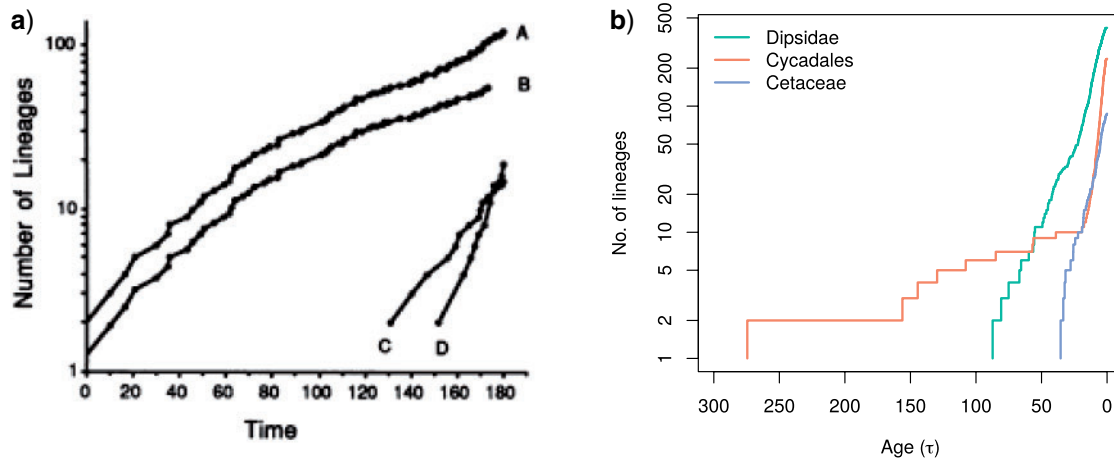 a)
Number of Lineages
100
10
1
A
B
C
D
0 20 40 60 80 100 120 140 160 180
Time
b)
No. of lineages
500
200
100
50
20
10
5
2
1
Dipsidae
Cycadales
Cetaceae
300 250 200 150 100 50 0
Age (τ)